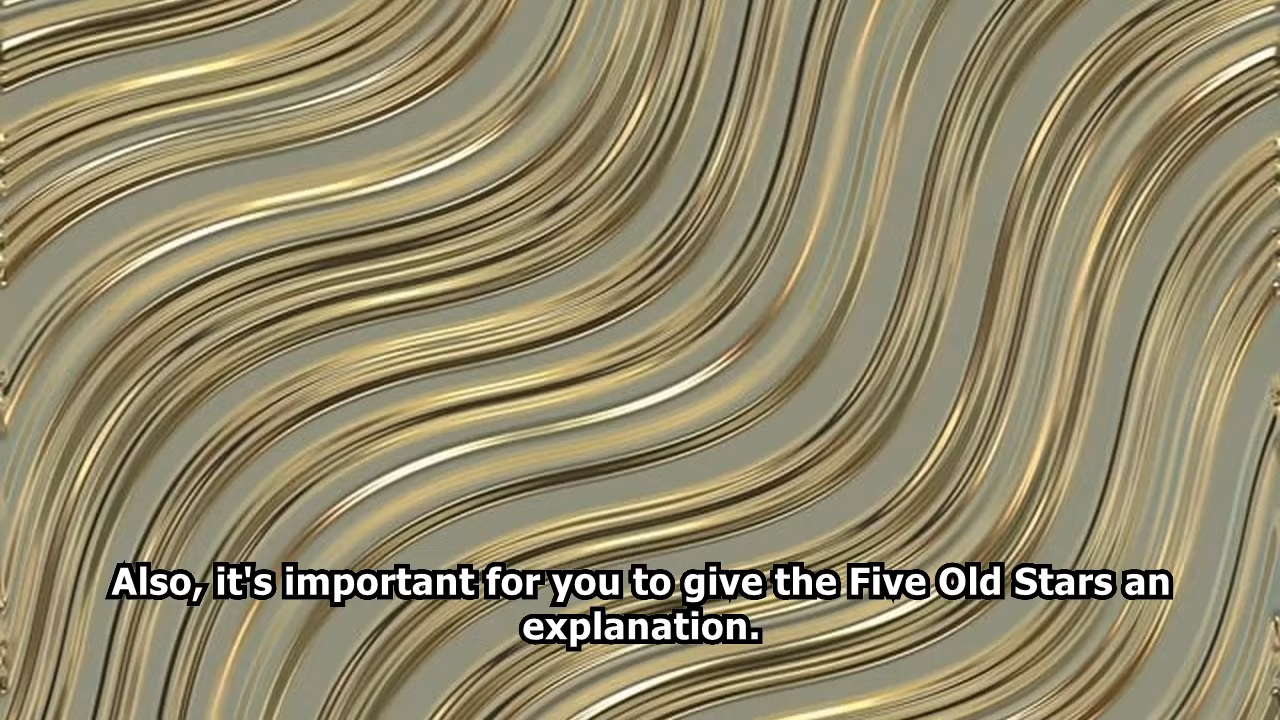 Also, it's important for you to give the Five Old Stars an
explanation.